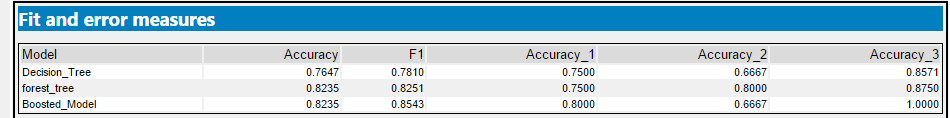 Fit and error measures
Model Accuracy F1 Accuracy_1 Accuracy_2 Accuracy_3
Decision_Tree 0.7647 0.7810 0.7500 0.6667 0.8571
forest_tree 0.8235 0.8251 0.7500 0.8000 0.8750
Boosted_Model 0.8235 0.8543 0.8000 0.6667 1.0000